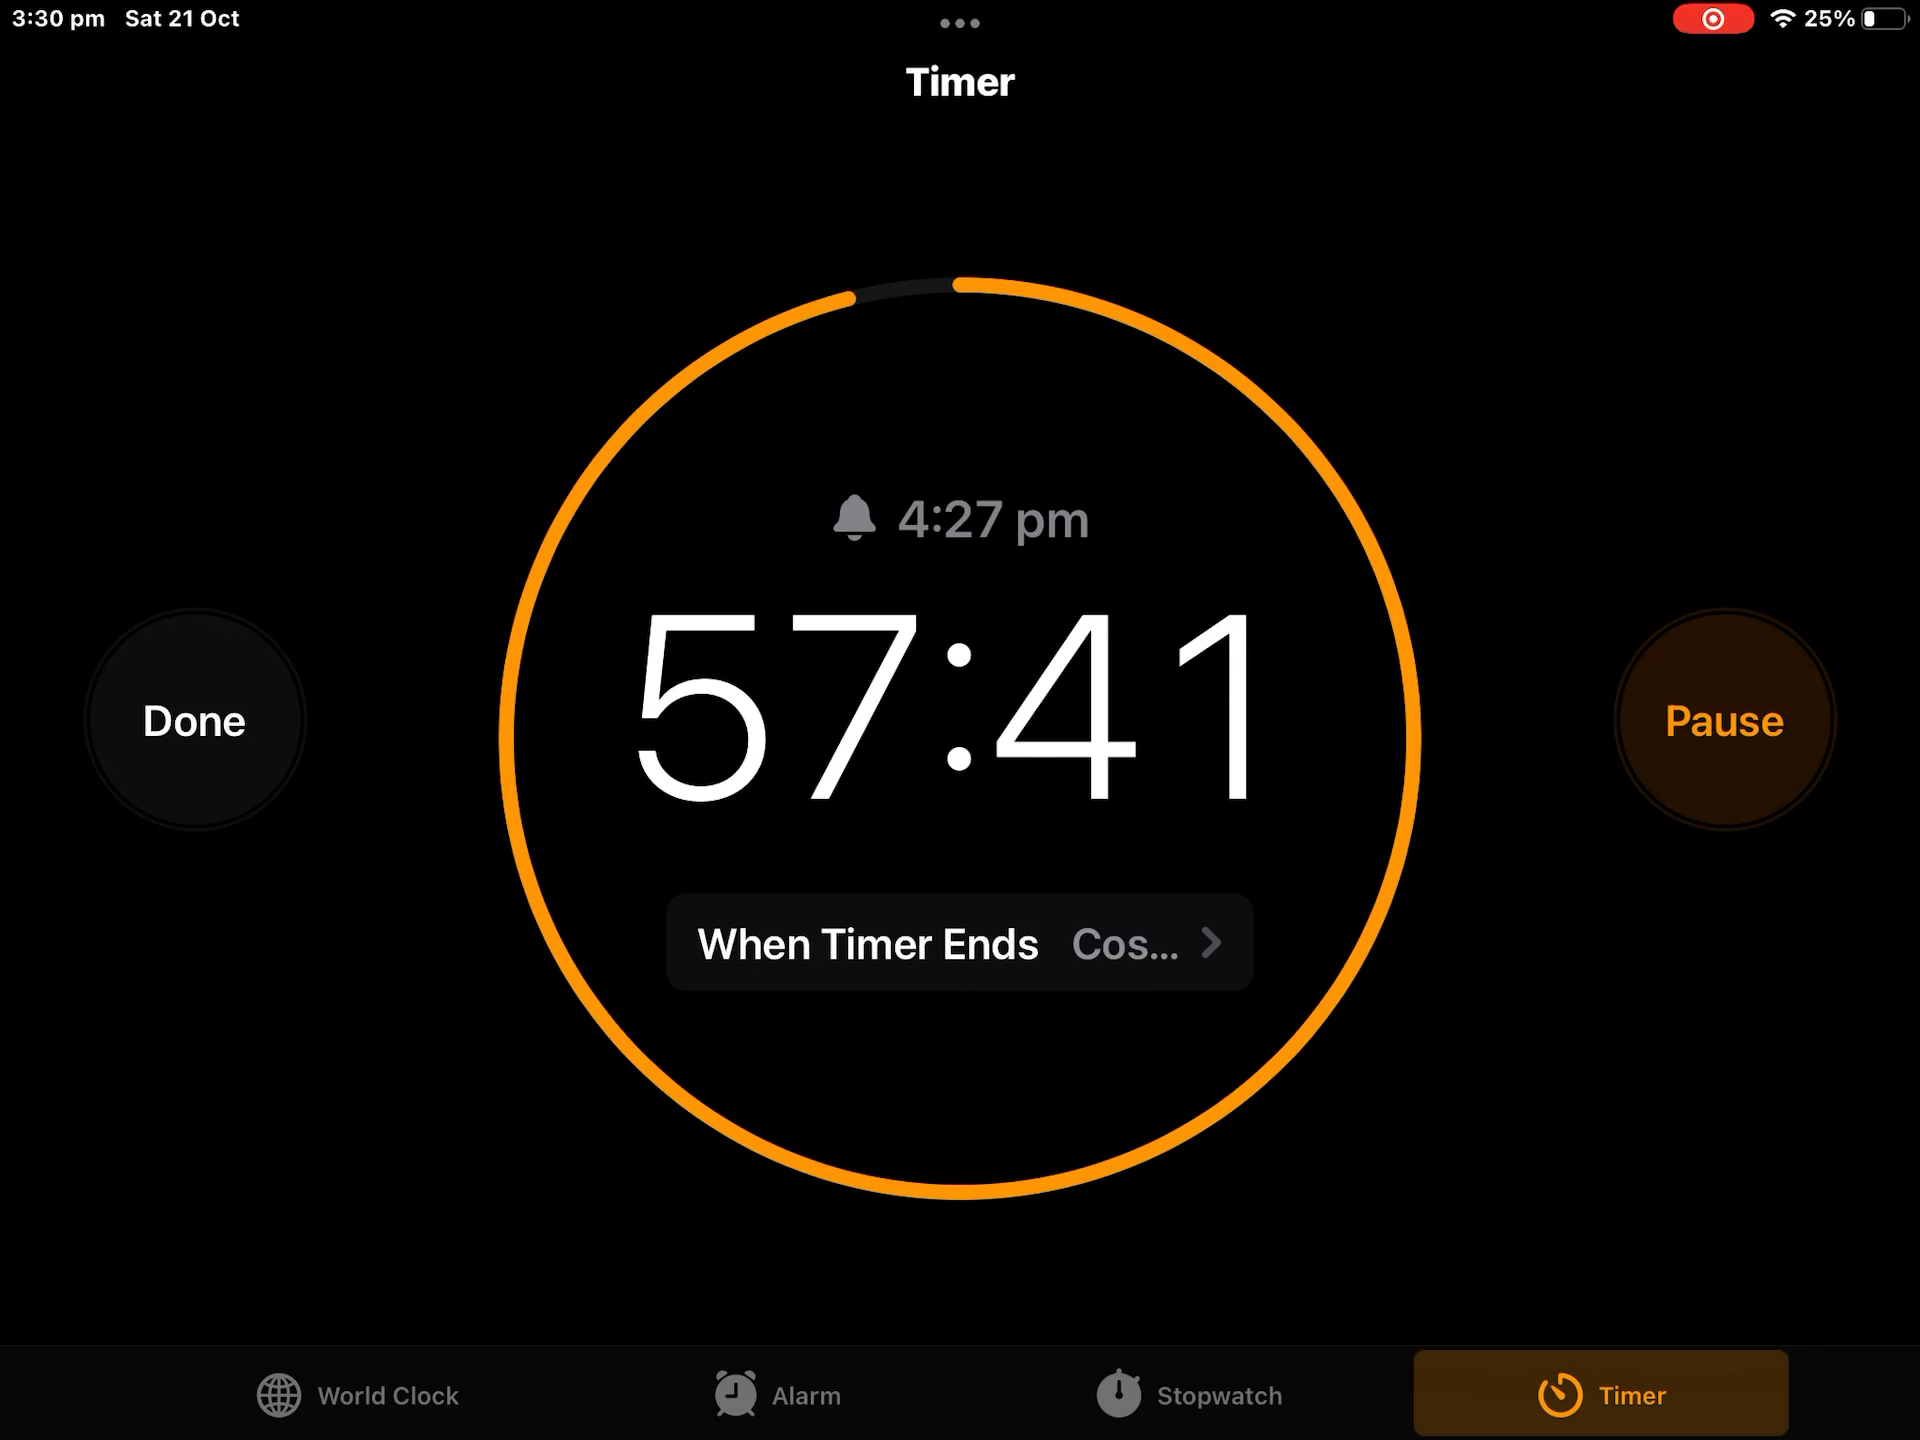 3:30 pm Sat 21 Oct
25%
Timer
4:27 pm
57:41
Done
Pause
When Timer Ends Cos...
World Clock
Alarm
Stopwatch
Timer